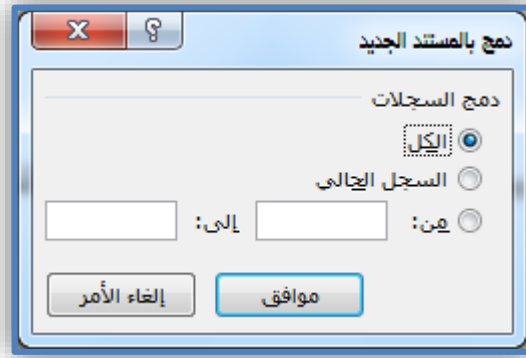 دمج بالمستند الجديد
دمج السجلات
الكل
السجل الحالي
من: إلى:
موافق إلغاء الأمر